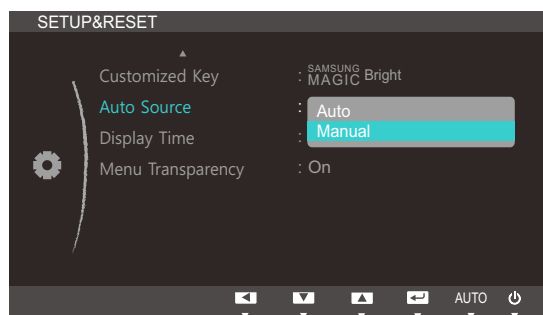 SETUP&RESET
Customized Key : SAMSUNG MAGIC Bright
Auto Source : Auto
Manual
Display Time :
Menu Transparency : On
AUTO